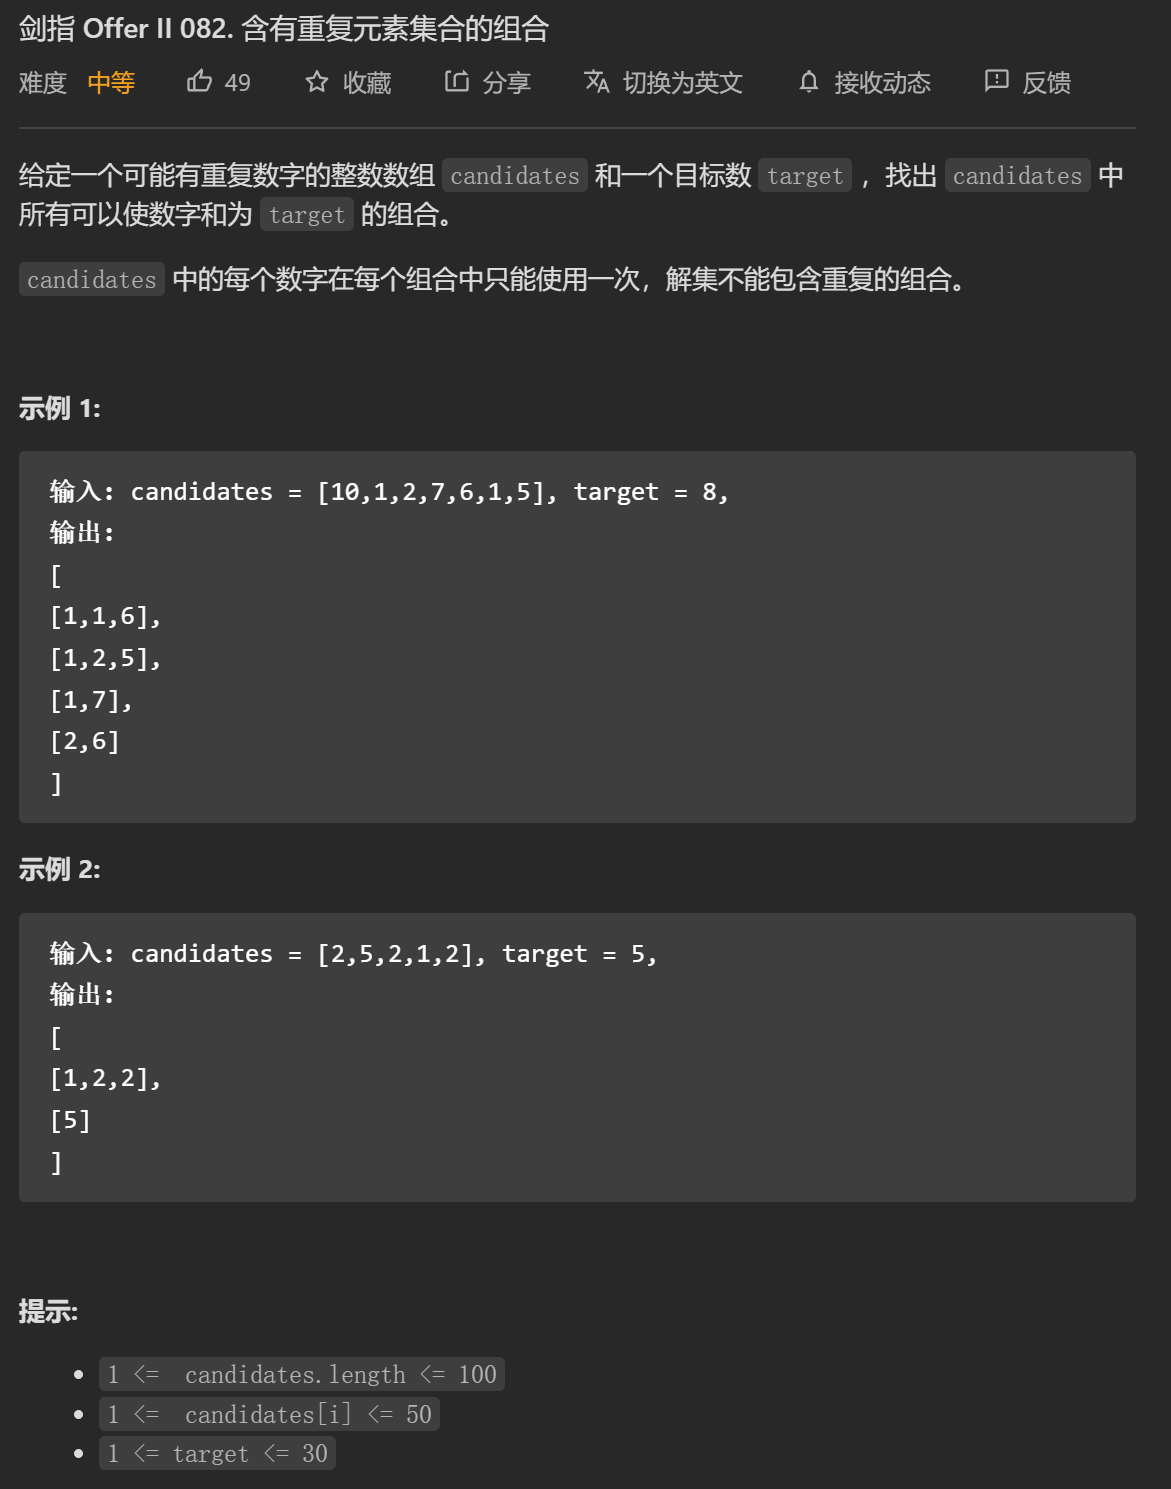 剑指 Offer II 082. 含有重复元素集合的组合
难度 中等 49 收藏 分享 切换为英文 接收动态 反馈
给定一个可能有重复数字的整数数组 candidates 和一个目标数 target ，找出 candidates 中
所有可以使数字和为 target 的组合。
candidates 中的每个数字在每个组合中只能使用一次，解集不能包含重复的组合。
示例 1:
输入: candidates = [10,1,2,7,6,1,5], target = 8,
输出:
[
[1,1,6],
[1,2,5],
[1,7],
[2,6]
]
示例 2:
输入: candidates = [2,5,2,1,2], target = 5,
输出:
[
[1,2,2],
[5]
]
提示:
1 <= candidates.length <= 100
1 <= candidates[i] <= 50
1 <= target <= 30